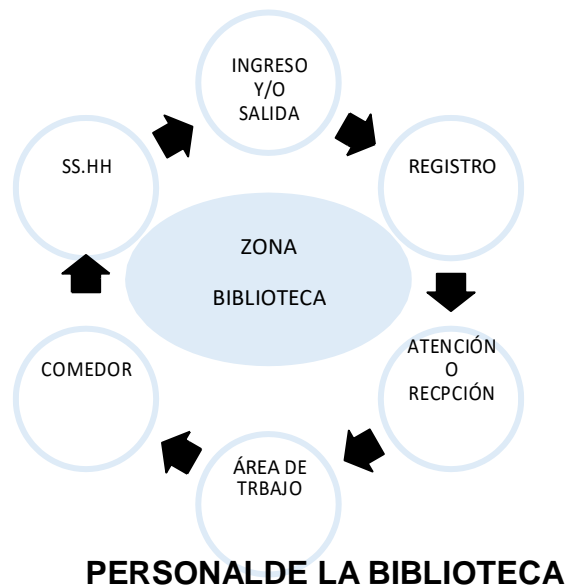 INGRESO
Y/O
SALIDA
SS.HH
REGISTRO
ZONA
BIBLIOTECA
COMEDOR
ATENCIÓN
O
RECPCIÓN
ÁREA DE
TRBAJO
PERSONALDE LA BIBLIOTECA